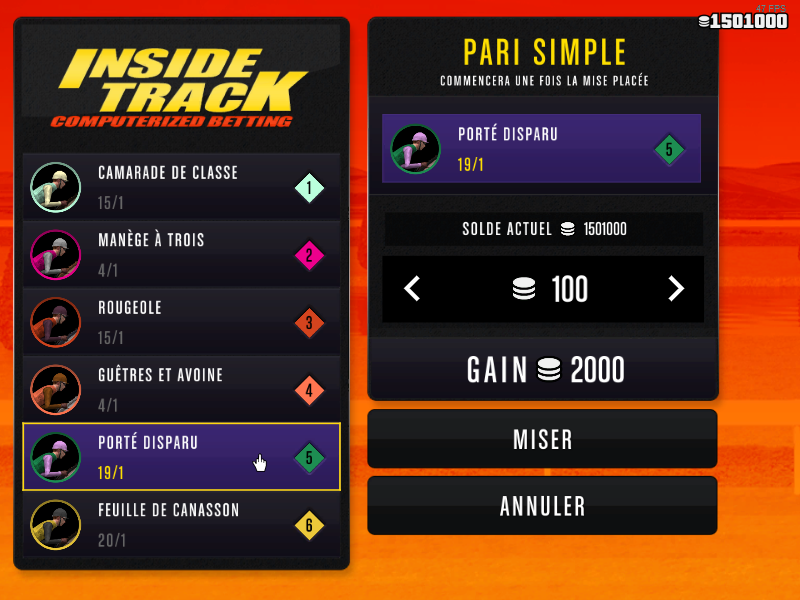 47 FPS
1501000
INSIDE
TRACK
COMPUTERIZED BETTING
CAMARADE DE CLASSE
15/1
1
MANÈGE À TROIS
4/1
2
ROUGEOLE
15/1
3
GUÊTRES ET AVOINE
4/1
4
PORTÉ DISPARU
19/1
5
FEUILLE DE CANASSON
20/1
6
PARI SIMPLE
COMMENCERA UNE FOIS LA MISE PLACÉE
PORTÉ DISPARU
19/1
5
SOLDE ACTUEL 1501000
100
GAIN 2000
MISER
ANNULER